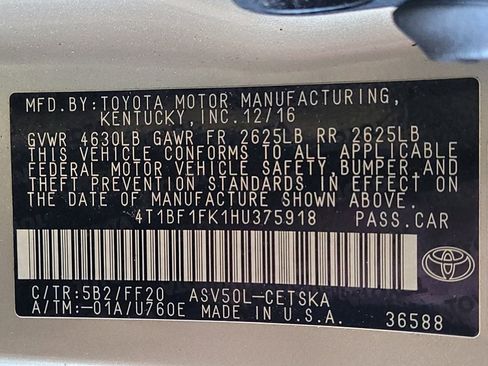 MFD.BY:TOYOTA MOTOR MANUFACTURING,
KENTUCKY,INC.12/16
GVWR 4630LB GAWR FR 2625LB RR 2625LB
THIS VEHICLE CONFORMS TO ALL APPLICABLE
FEDERAL MOTOR VEHICLE SAFETY,BUMPER,AND
THEFT PREVENTION STANDARDS IN EFFECT ON
THE DATE OF MANUFACTURE SHOWN ABOVE.
4T1BF1FK1HU375918 PASS.CAR
C/TR:5B2/FF20 ASV50L-CETSKA
A/TM:-01A/U760E MADE IN U.S.A. 36588